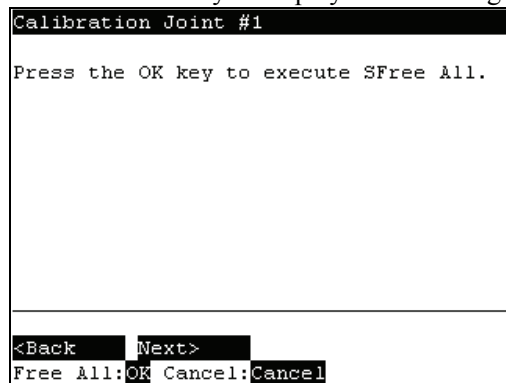 Calibration Joint #1
Press the OK key to execute SFree All.
<Back Next>
Free All:OK Cancel:Cancel